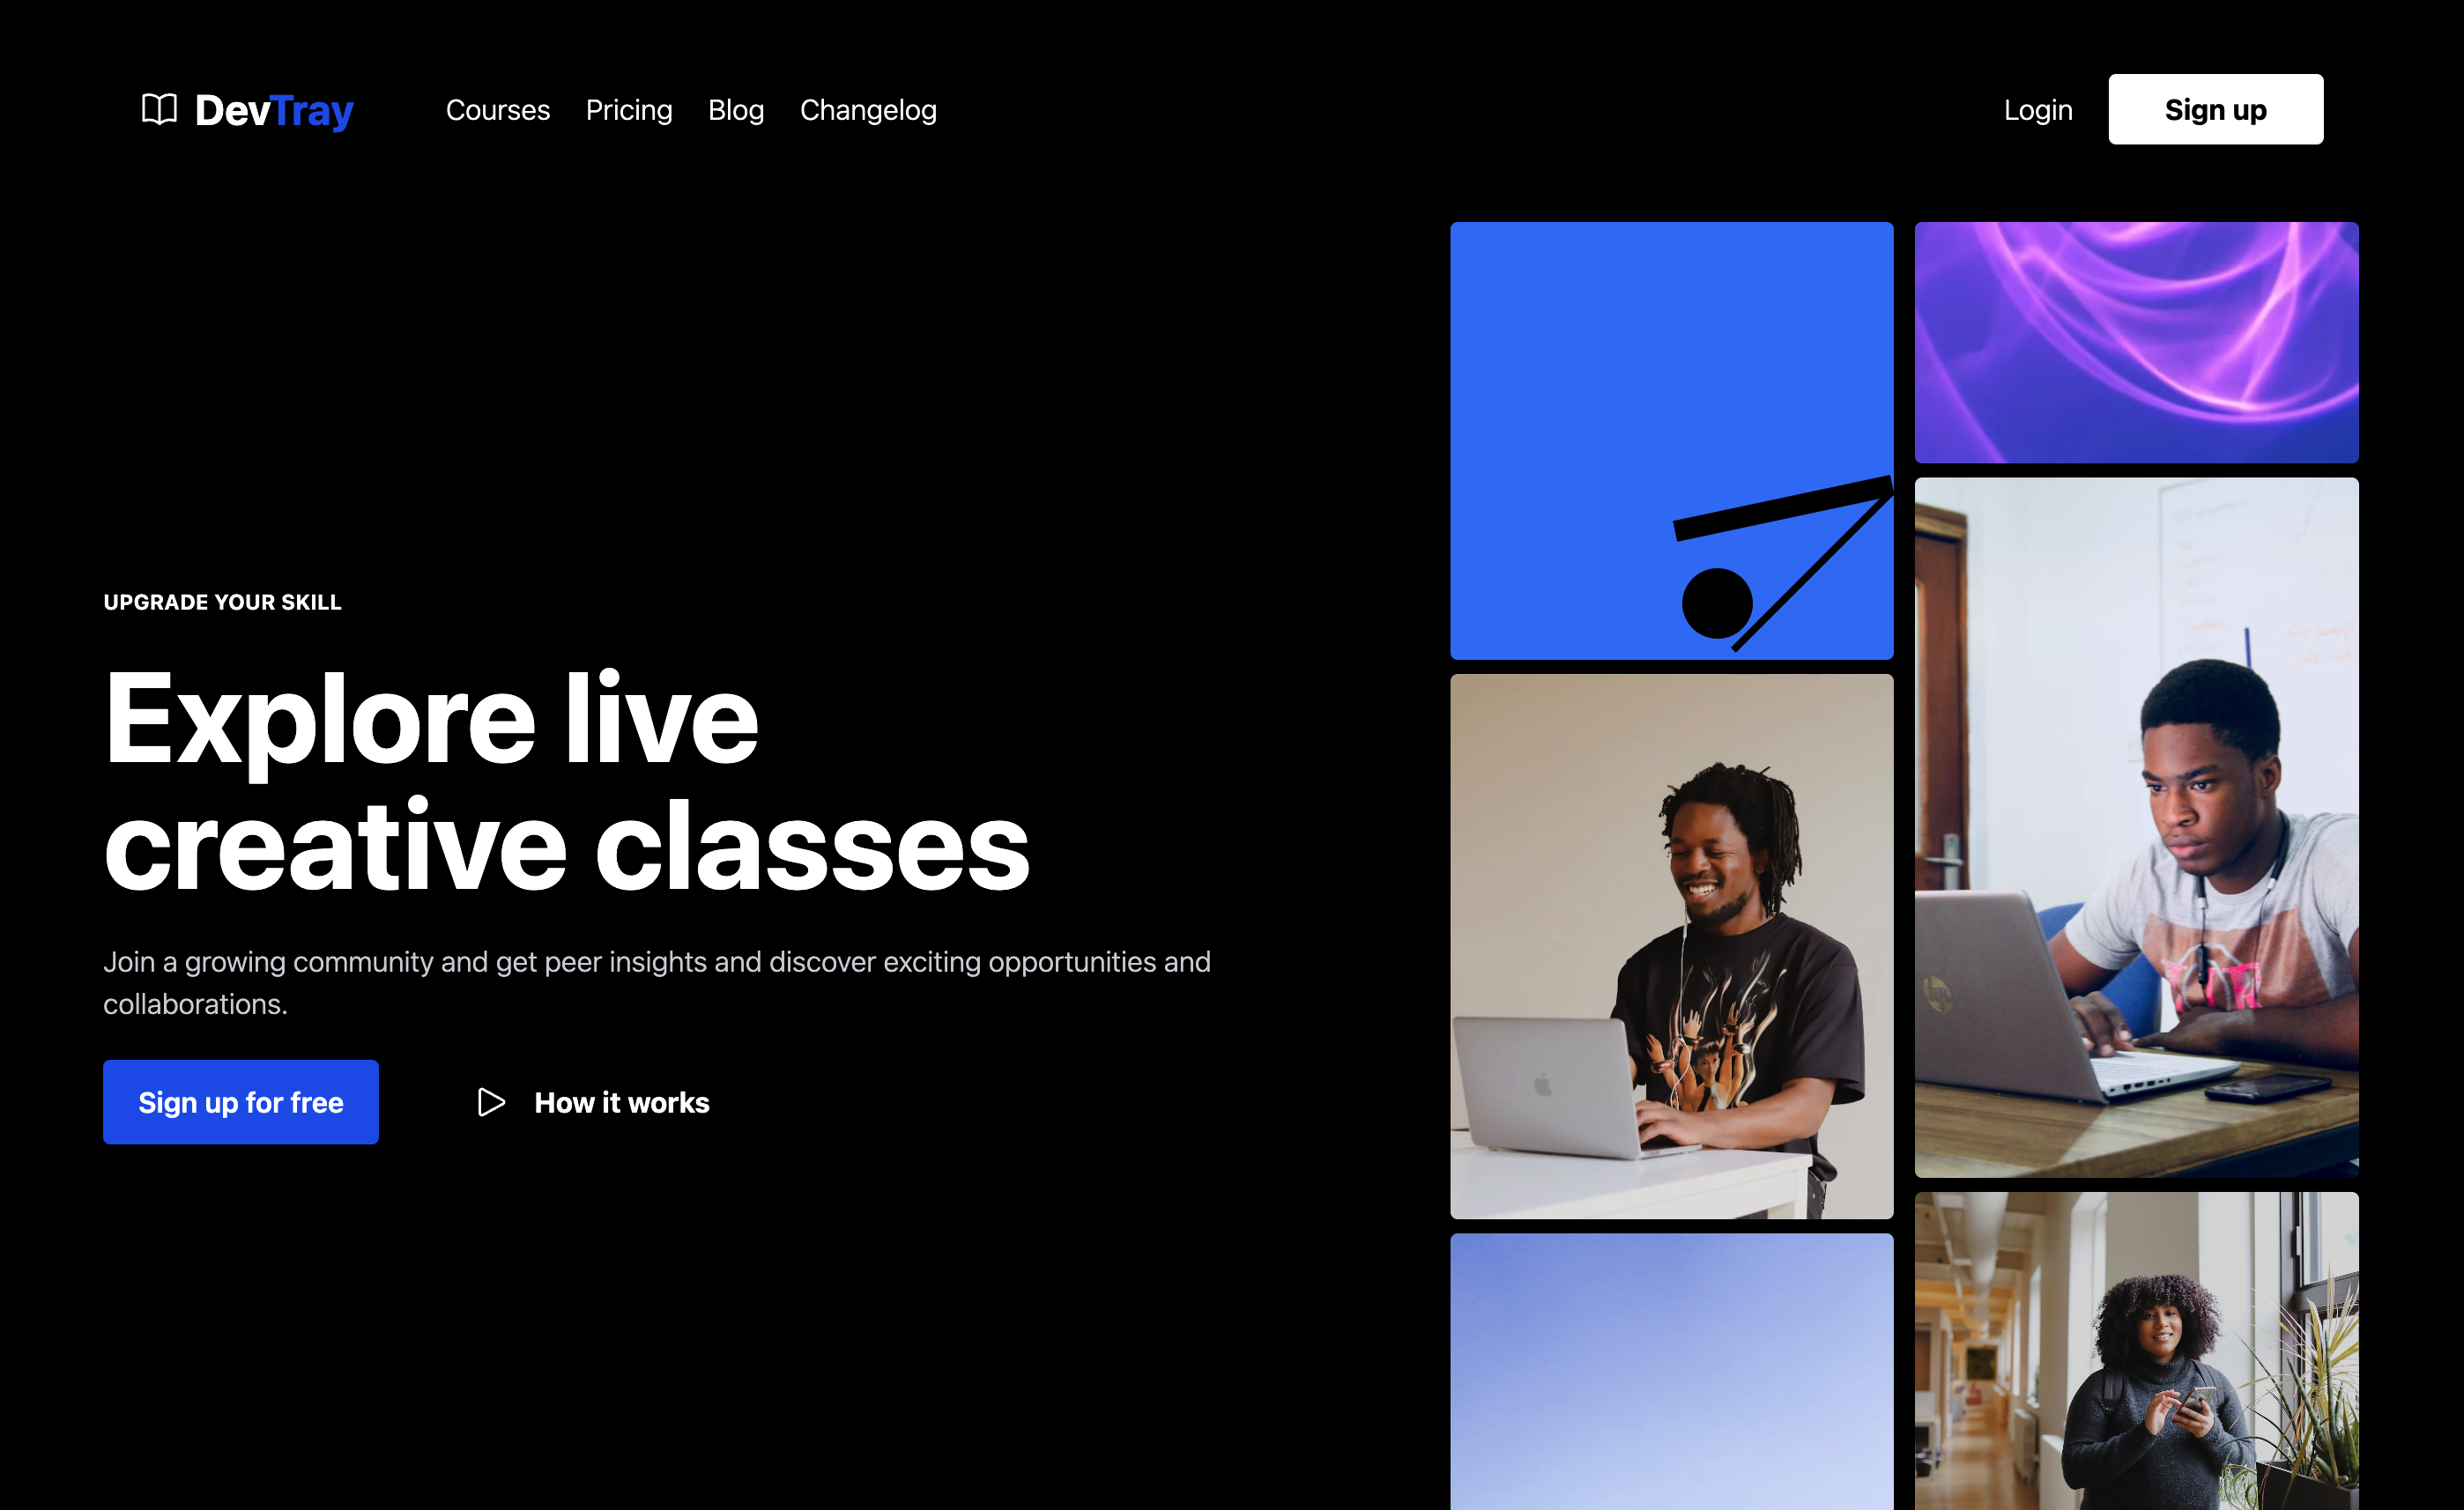 DevTray
Courses Pricing Blog Changelog
Login Sign up
UPGRADE YOUR SKILL
Explore live
creative classes
Join a growing community and get peer insights and discover exciting opportunities and
collaborations.
Sign up for free
How it works
hp